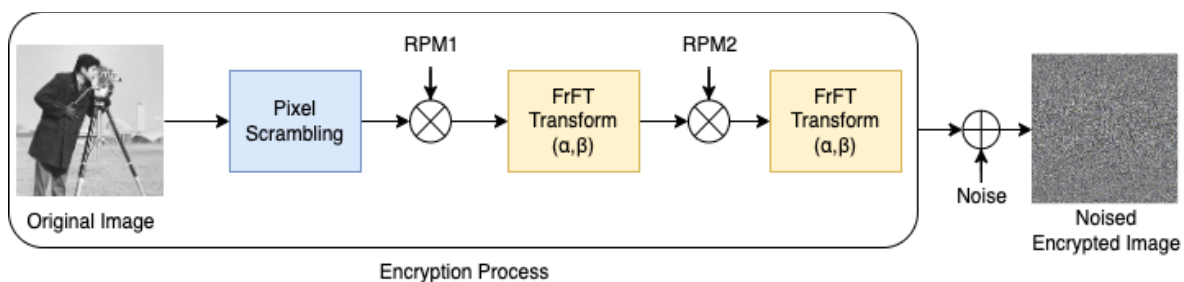 RPM1
RPM2
Pixel
Scrambling
FrFT
Transform
(α,β)
FrFT
Transform
(α,β)
Noise
Original Image
Noised
Encrypted Image
Encryption Process